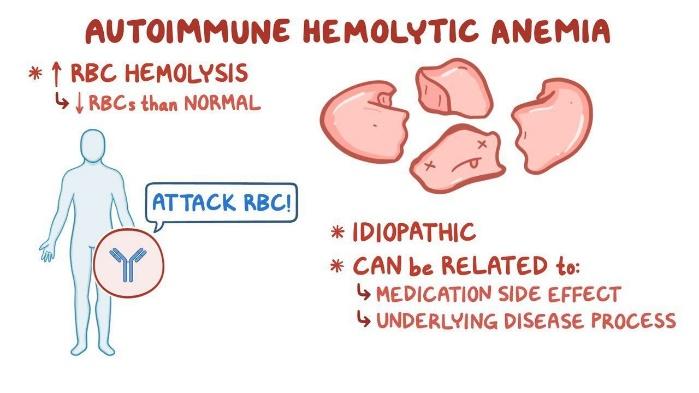 AUTOIMMUNE HEMOLYTIC ANEMIA
* ↑ RBC HEMOLYSIS
↳ ↓ RBCs than NORMAL
ATTACK RBC!
* IDIOPATHIC
* CAN be RELATED to:
↳ MEDICATION SIDE EFFECT
↳ UNDERLYING DISEASE PROCESS